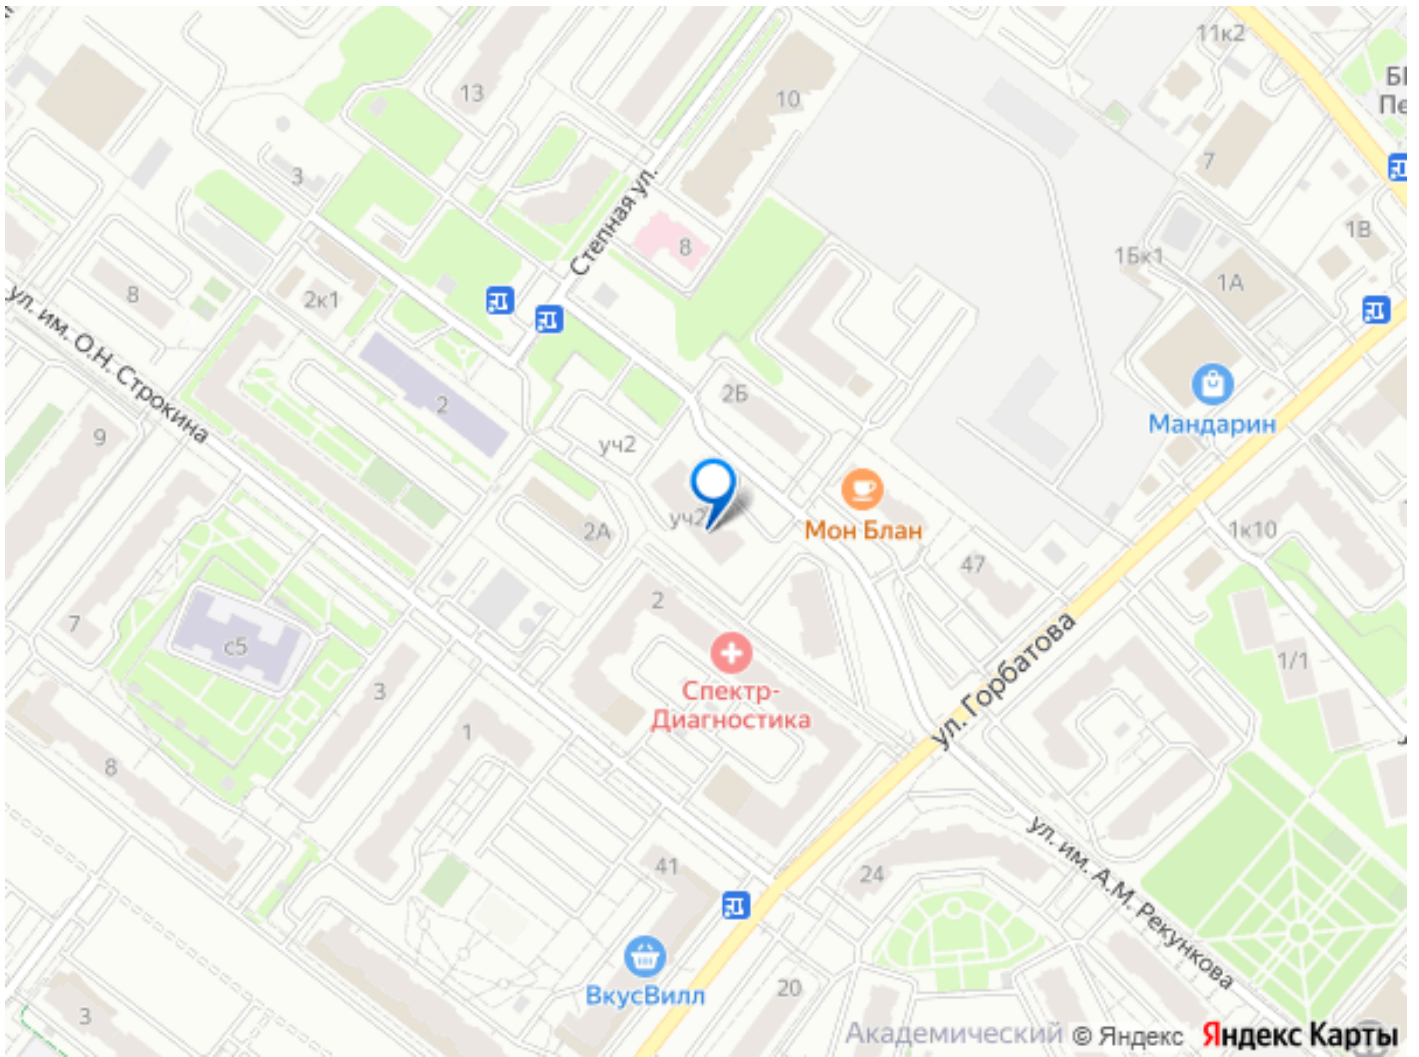 11к2
13
10
БІ
Пе
7
3
Степная ул.
8
1В
1Бк1
1А
8
2к1
ул. им. О.Н. Строкина
2
2Б
Мандарин
9
уч2
уч2
2А
Мон Блан
1к10
47
2
7
с5
ул. Горбатова
1/1
3
Спектр-
Диагностика
1
8
41
24
ул. им. А.М. Рекункова
ВкусВилл
20
3
Академический
© Яндекс
Яндекс Карты